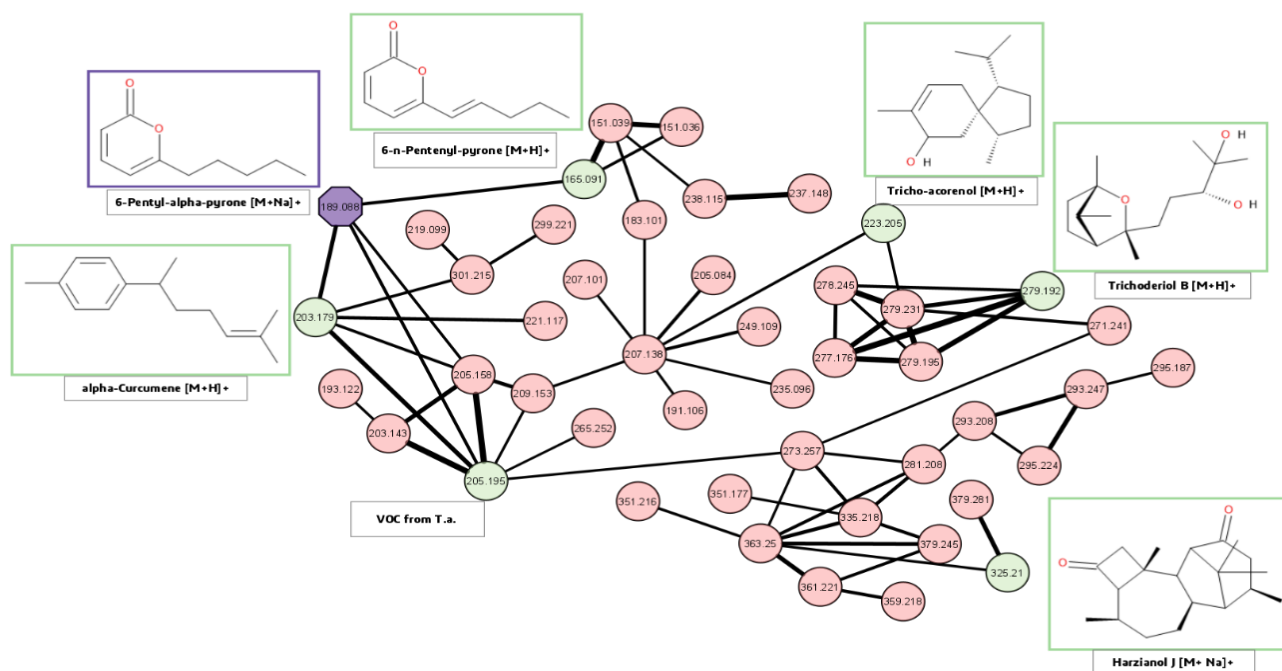 O
O
6-Pentyl-alpha-pyrone [M+Na]+
O
O
6-n-Pentenyl-pyrone [M+H]+
O H
Tricho-acorenol [M+H]+
H
O
O
O H
Trichoderiol B [M+H]+
alpha-Curcumene [M+H]+
VOC from T.a.
O
O
Harzianol J [M+ Na]+
151.039
151.036
165.091
189.088
238.115
237.148
183.101
219.099
299.221
223.205
301.215
207.101
205.084
278.245
279.192
279.231
203.179
221.117
249.109
271.241
207.138
277.176
279.195
205.158
193.122
209.153
235.096
295.187
293.247
191.106
203.143
265.252
293.208
273.257
281.208
295.224
205.195
351.216
351.177
379.281
335.218
363.25
379.245
325.21
361.221
359.218